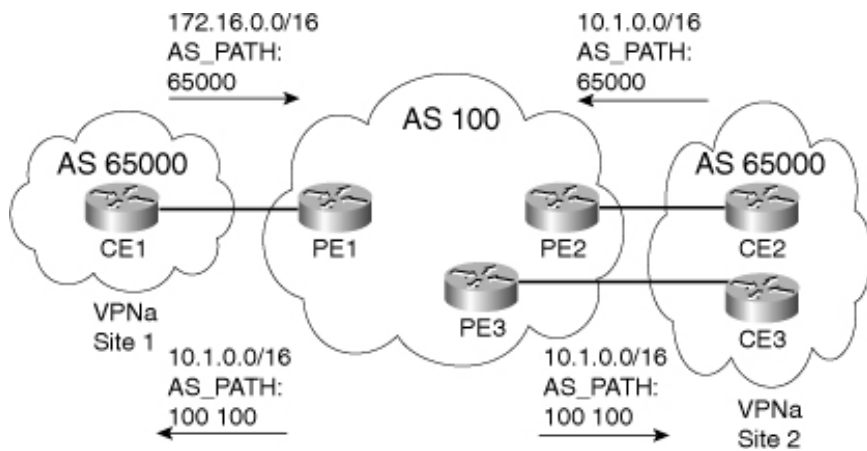 172.16.0.0/16
AS_PATH:
65000
10.1.0.0/16
AS_PATH:
65000
AS 100
AS 65000
AS 65000
CE1
PE1
PE2
CE2
PE3
CE3
VPNa
Site 1
10.1.0.0/16
AS_PATH:
100 100
10.1.0.0/16
AS_PATH:
100 100
VPNa
Site 2